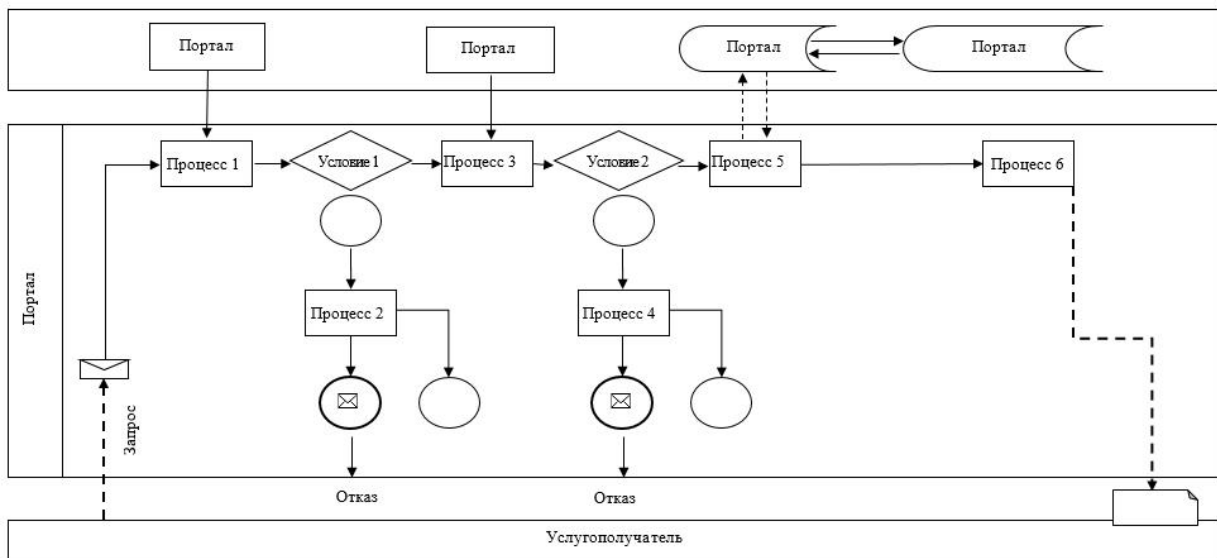 Портал
Портал
Портал
Портал
Процесс 1
Условие 1
Процесс 3
Условие 2
Процесс 5
Процесс 6
Портал
Процесс 2
Процесс 4
Запрос
Отказ
Отказ
Услугополучатель